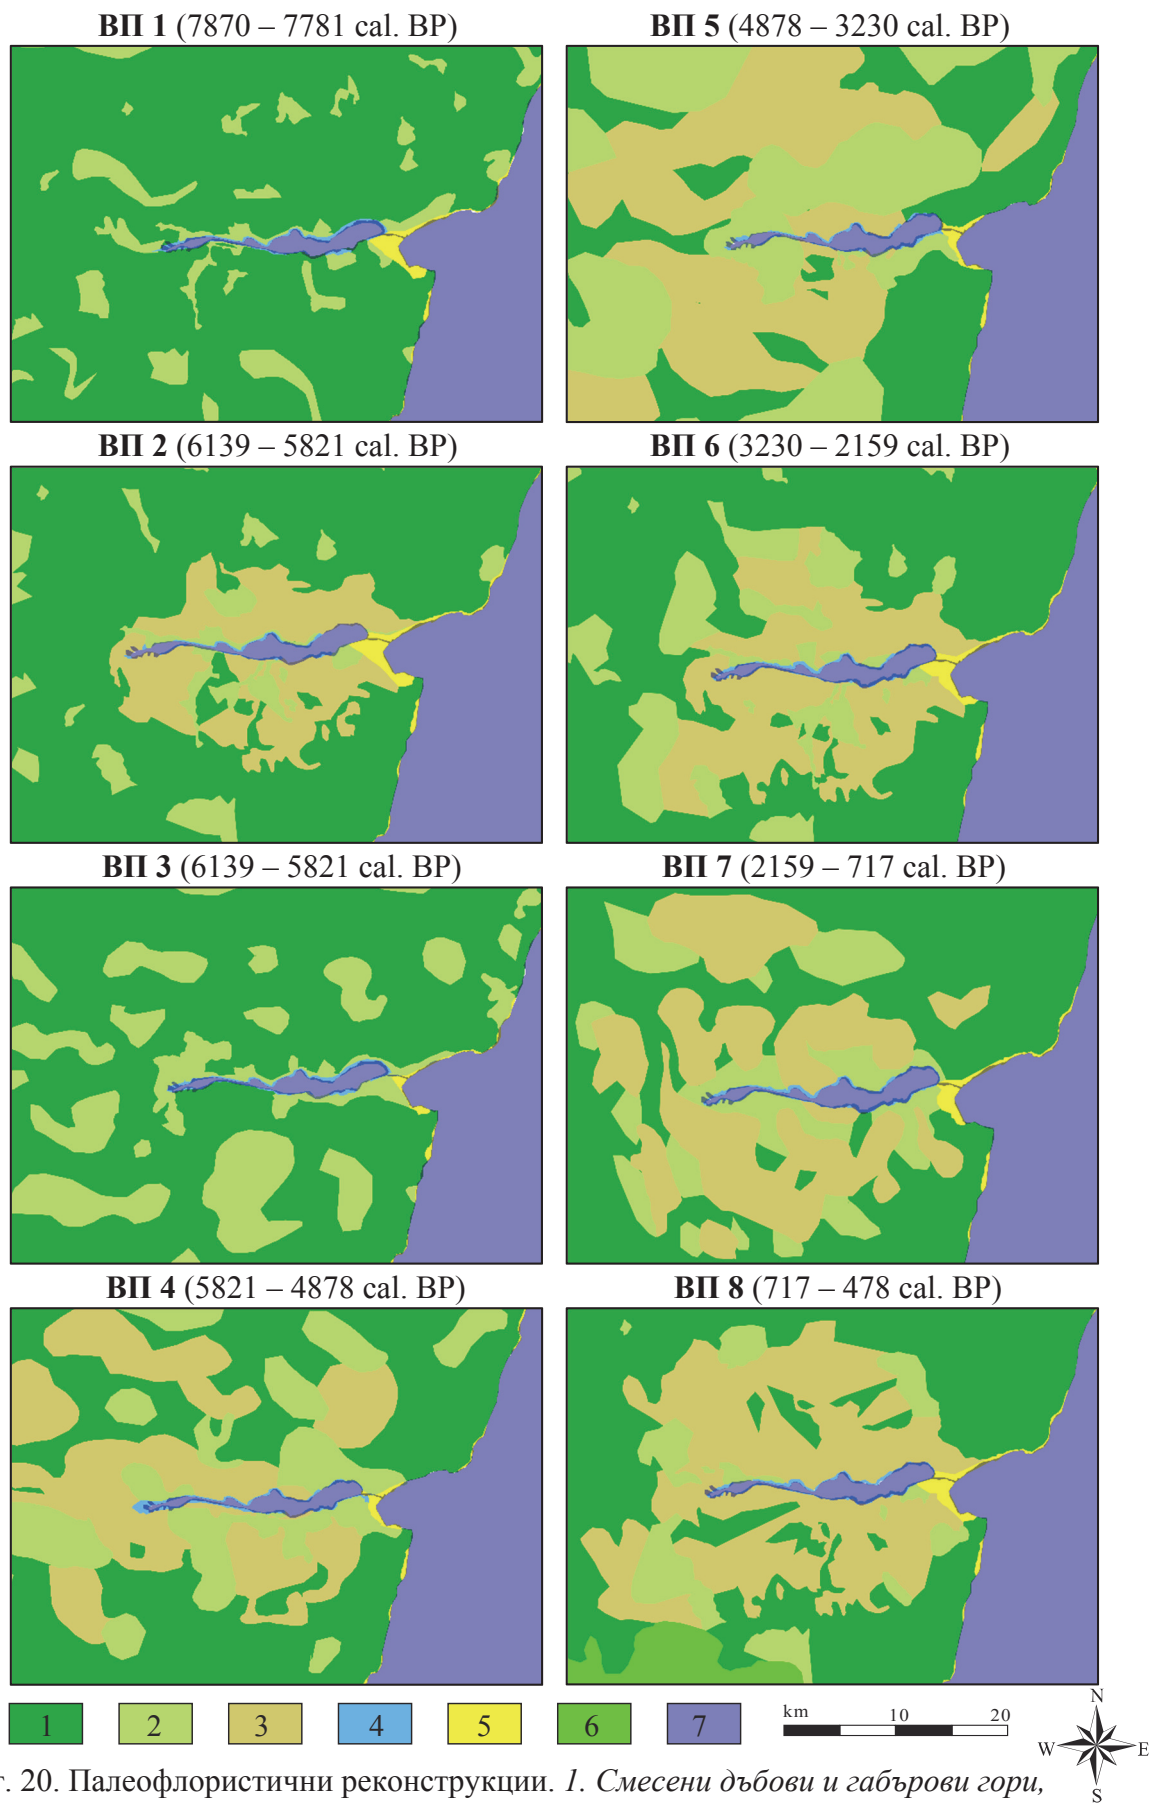 ВП 1 (7870 – 7781 cal. BP)
ВП 5 (4878 – 3230 cal. BP)
ВП 2 (6139 – 5821 cal. BP)
ВП 6 (3230 – 2159 cal. BP)
ВП 3 (6139 – 5821 cal. BP)
ВП 7 (2159 – 717 cal. BP)
ВП 4 (5821 – 4878 cal. BP)
ВП 8 (717 – 478 cal. BP)
1 2 3 4 5 6 7
km 10 20
N
W E
S
г. 20. Палеофлористични реконструкции. 1. Смесени дъбови и габърови гори,